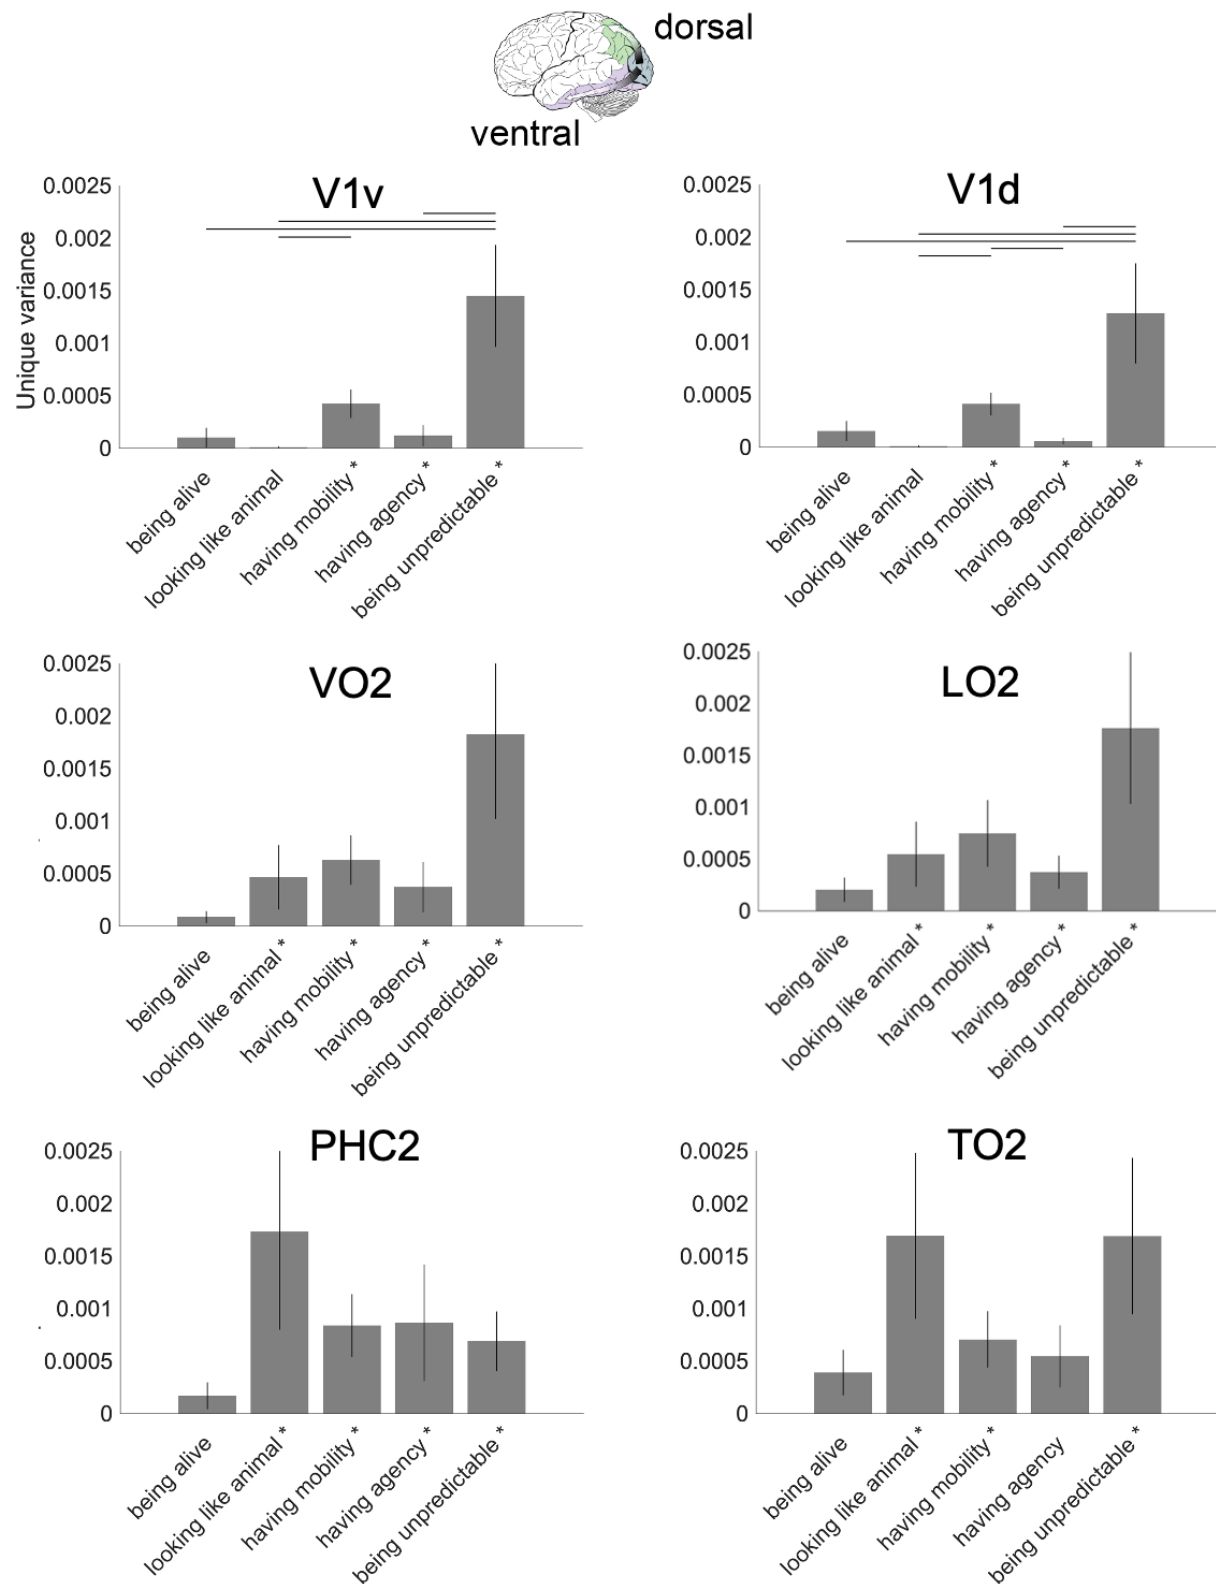 dorsal
ventral
V1v
Unique variance
0.0025
0.002
0.0015
0.001
0.0005
0
being alive
looking like animal
having mobility *
having agency *
being unpredictable *
V1d
0.0025
0.002
0.0015
0.001
0.0005
0
being alive
looking like animal
having mobility *
having agency *
being unpredictable *
VO2
0.0025
0.002
0.0015
0.001
0.0005
0
being alive
looking like animal *
having mobility *
having agency *
being unpredictable *
LO2
0.0025
0.002
0.0015
0.001
0.0005
0
being alive
looking like animal *
having mobility *
having agency *
being unpredictable *
PHC2
0.0025
0.002
0.0015
0.001
0.0005
0
being alive
looking like animal *
having mobility *
having agency *
being unpredictable *
TO2
0.0025
0.002
0.0015
0.001
0.0005
0
being alive
looking like animal *
having mobility *
having agency
being unpredictable *